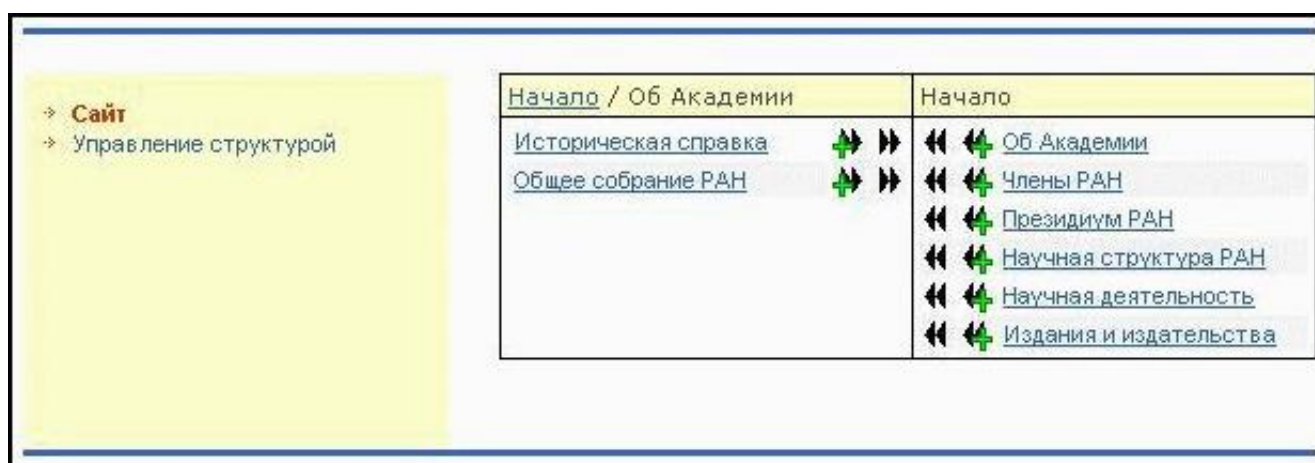 Сайт
Управление структурой
Начало / Об Академии
Историческая справка
Общее собрание РАН
Начало
Об Академии
Члены РАН
Президиум РАН
Научная структура РАН
Научная деятельность
Издания и издательства